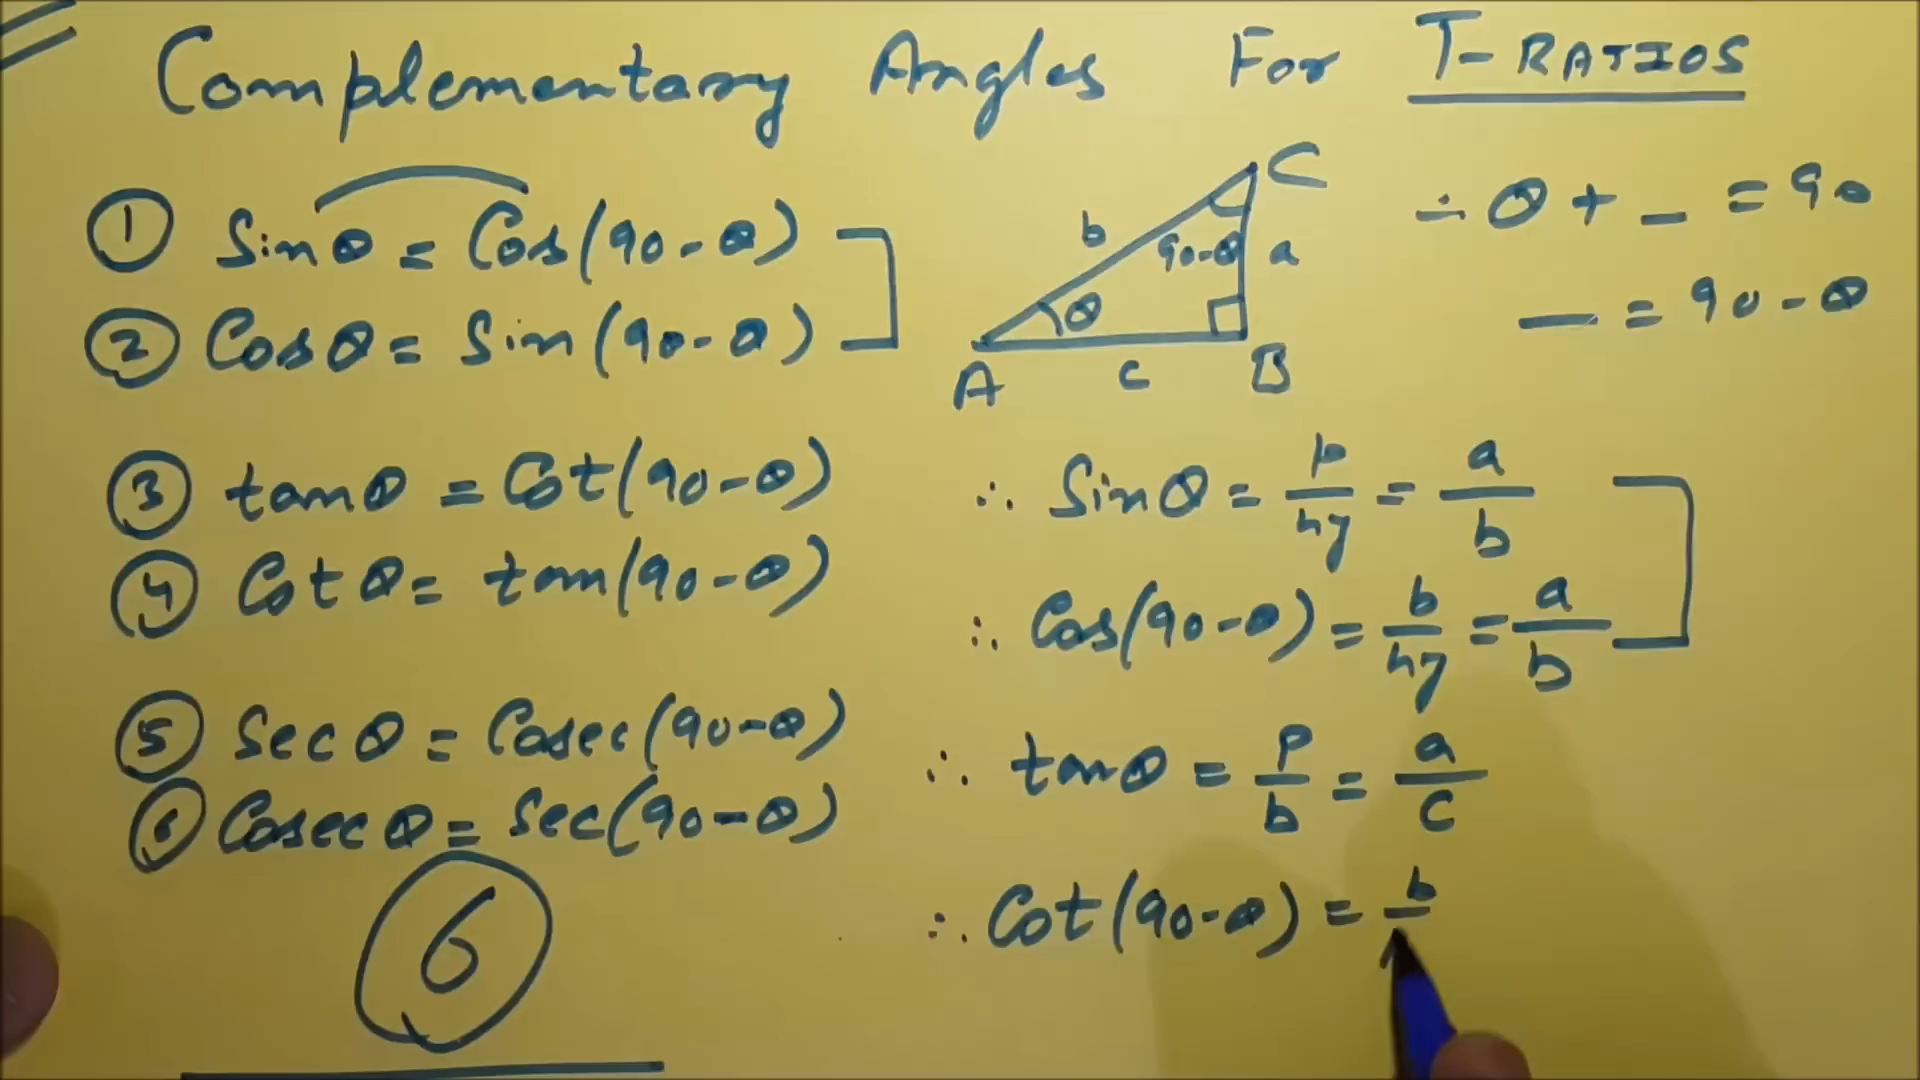 Complementary Angles For T-RATIOS
① Sinθ = Cos(90-θ)
② Cosθ = Sin(90-θ)
③ tanθ = Cot(90-θ)
④ Cotθ = tan(90-θ)
⑤ Secθ = Cosec(90-θ)
⑥ Cosecθ = Sec(90-θ)
6
C
b
90-θ
a
θ
A
c
B
∴ θ + _ = 90
_ = 90-θ
∴ Sinθ = p/hy = a/b
∴ Cos(90-θ) = b/hy = a/b
∴ tanθ = p/b = a/c
∴ Cot(90-θ) = b/